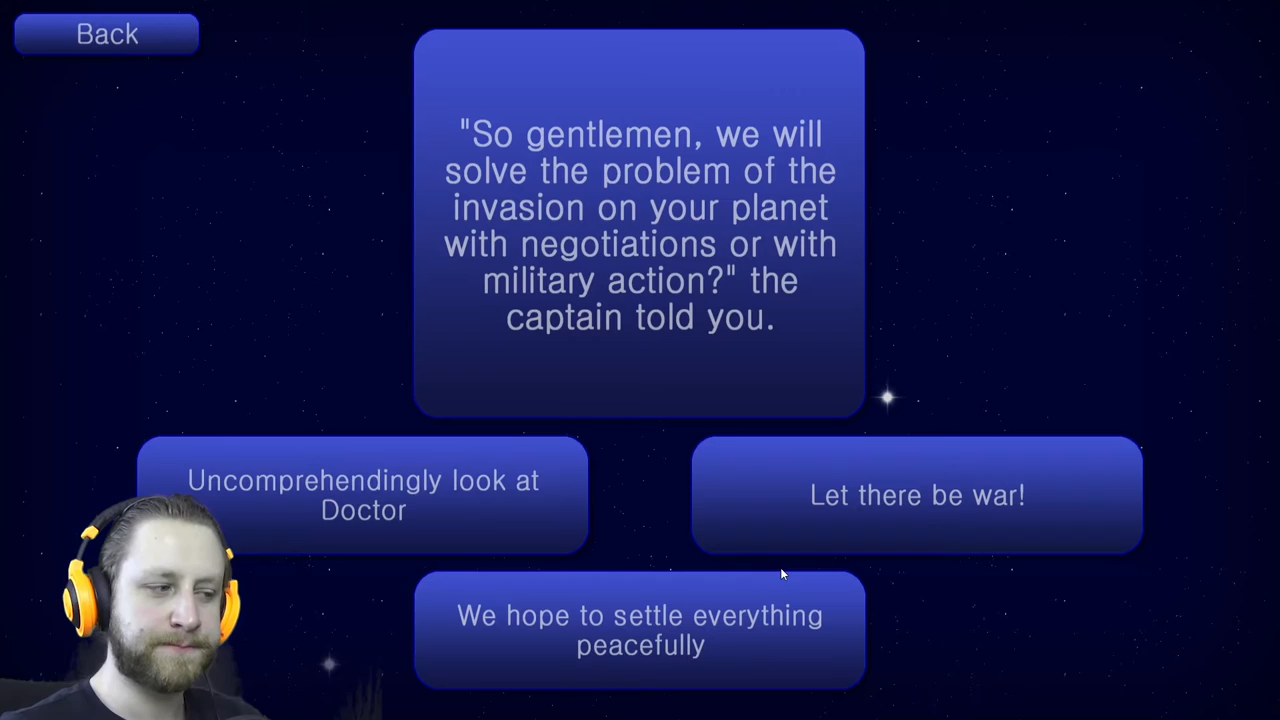 Back
"So gentlemen, we will
solve the problem of the
invasion on your planet
with negotiations or with
military action?" the
captain told you.
Uncomprehendingly look at
Doctor
Let there be war!
We hope to settle everything
peacefully